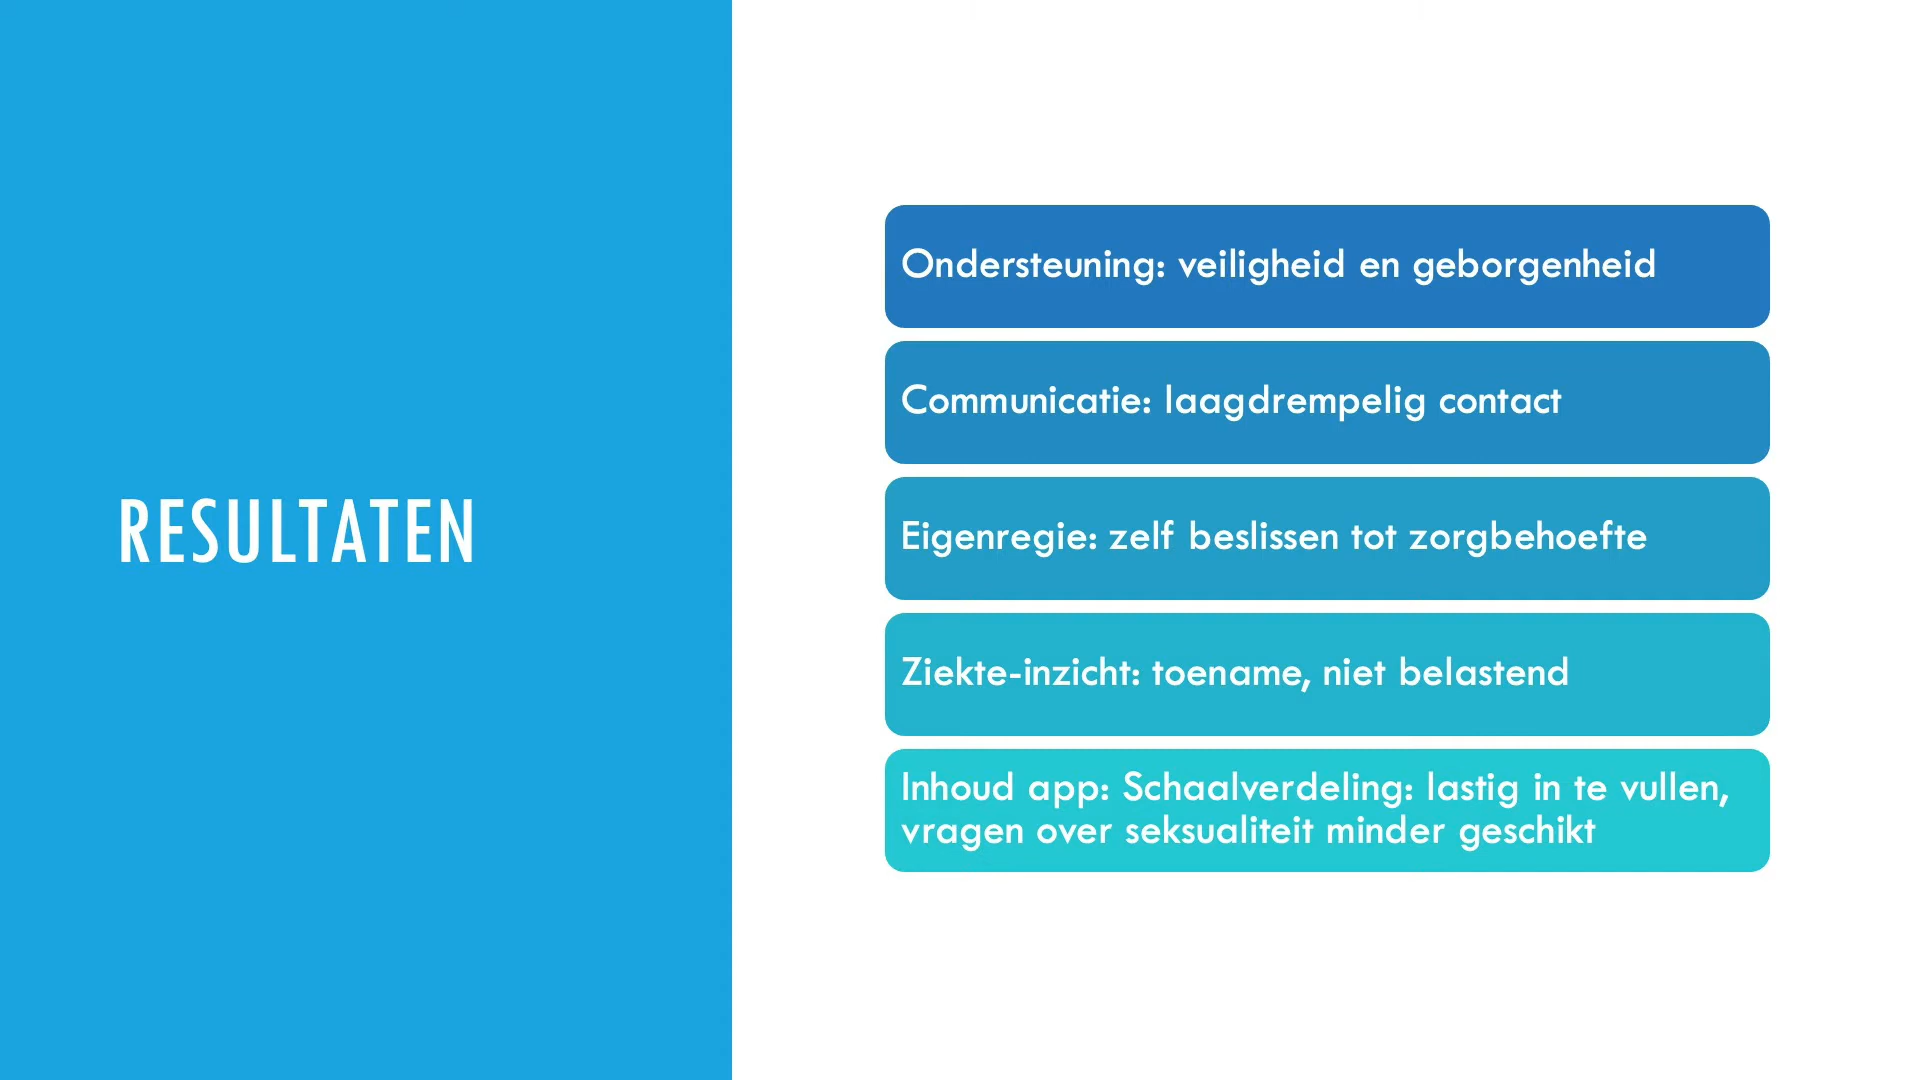 RESULTATEN
Ondersteuning: veiligheid en geborgenheid
Communicatie: laagdrempelig contact
Eigenregie: zelf beslissen tot zorgbehoefte
Ziekte-inzicht: toename, niet belastend
Inhoud app: Schaalverdeling: lastig in te vullen,
vragen over seksualiteit minder geschikt